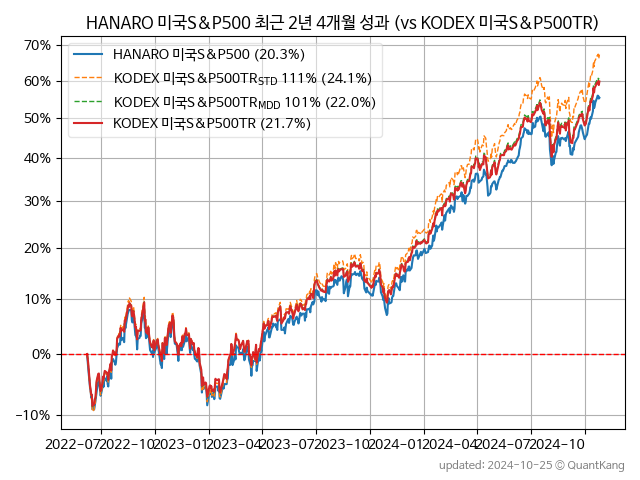 HANARO 미국S&P500 최근 2년 4개월 성과 (vs KODEX 미국S&P500TR)
70%
60%
50%
40%
30%
20%
10%
0%
-10%
HANARO 미국S&P500 (20.3%)
KODEX 미국S&P500TR_STD 111% (24.1%)
KODEX 미국S&P500TR_MDD 101% (22.0%)
KODEX 미국S&P500TR (21.7%)
2022-07 2022-10 2023-01 2023-04 2023-07 2023-10 2024-01 2024-04 2024-07 2024-10
updated: 2024-10-25 © QuantKang